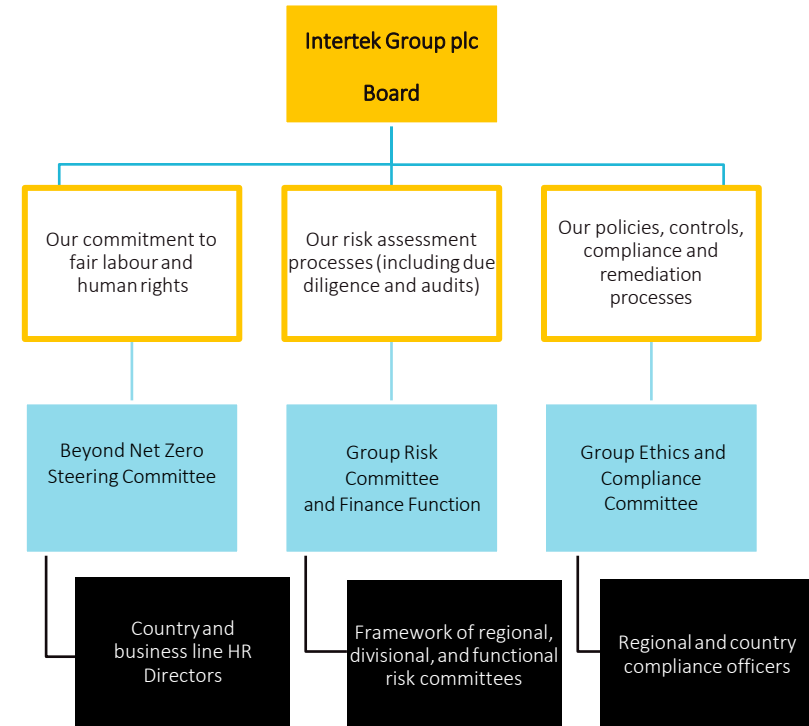 Intertek Group plc
Board
Our commitment to
fair labour and
human rights
Our risk assessment
processes (including due
diligence and audits)
Our policies, controls,
compliance and
remediation
processes
Beyond Net Zero
Steering Committee
Group Risk
Committee
and Finance Function
Group Ethics and
Compliance
Committee
Country and
business line HR
Directors
Framework of regional,
divisional, and functional
risk committees
Regional and country
compliance officers